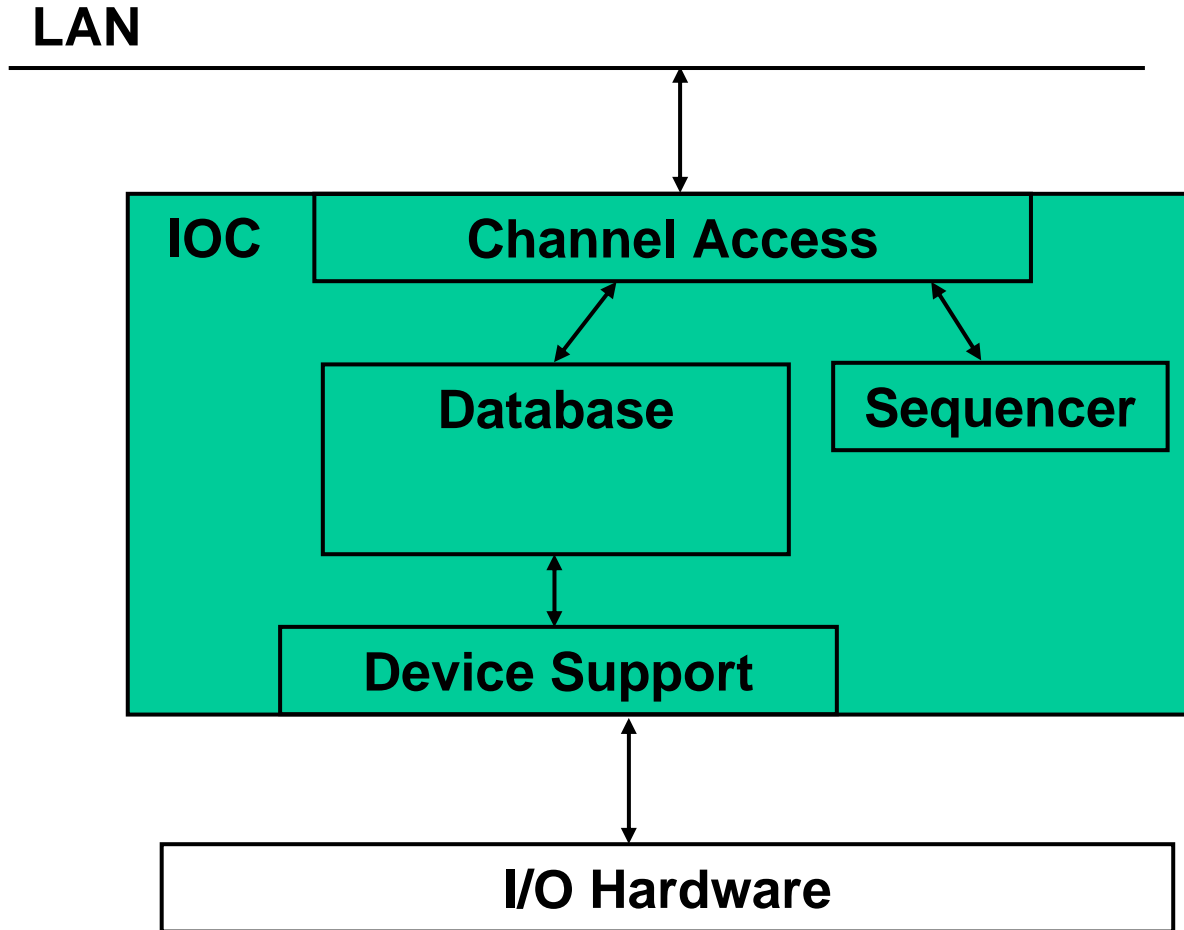 LAN
IOC
Channel Access
Database
Sequencer
Device Support
I/O Hardware